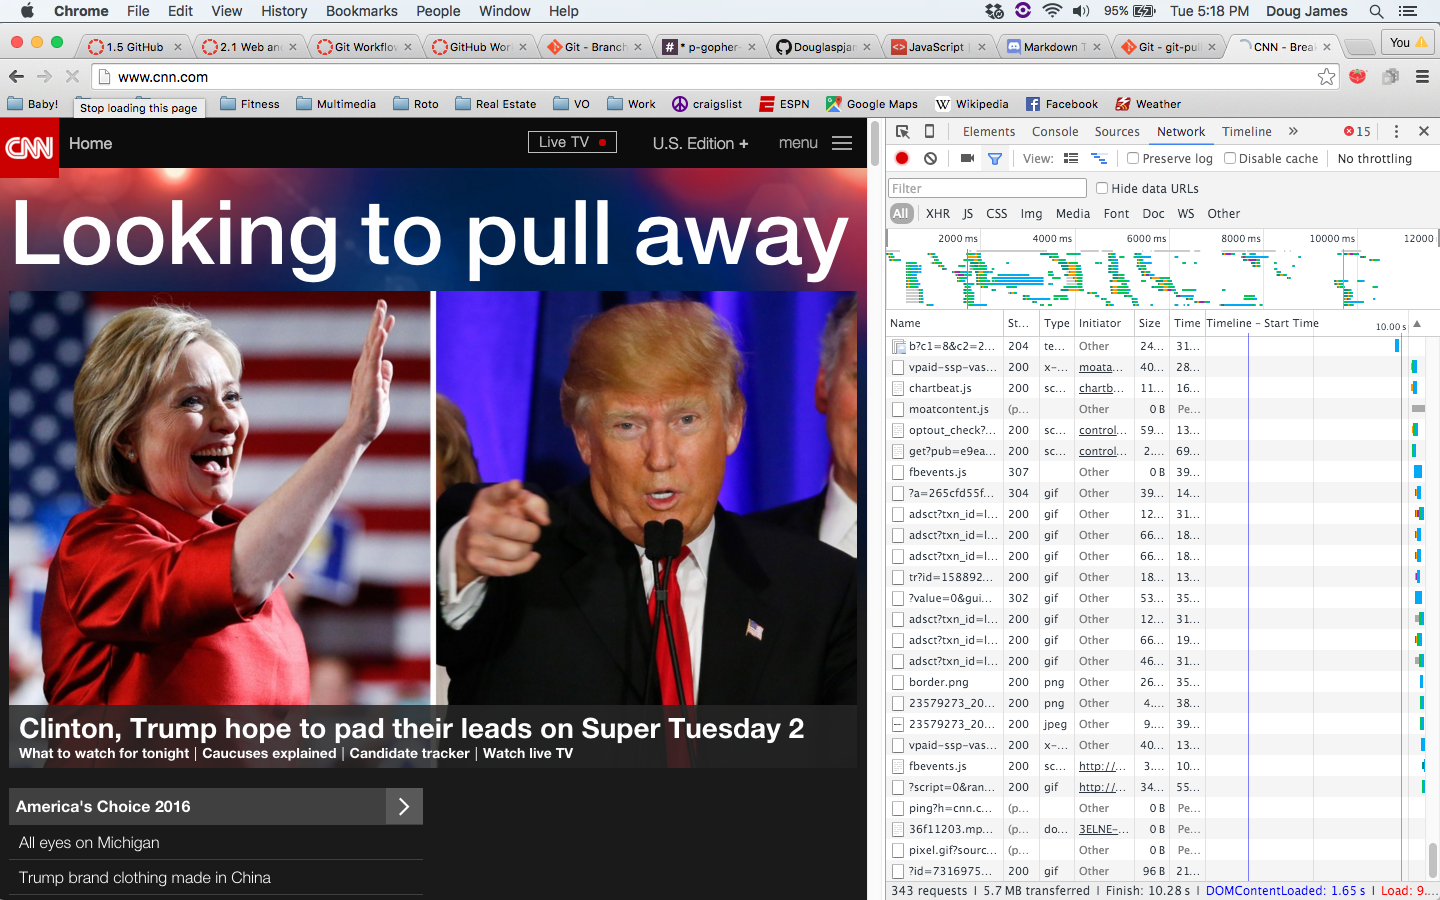 Chrome File Edit View History Bookmarks People Window Help 95% Tue 5:18 PM Doug James
1.5 GitHub 2.1 Web an Git Workflow GitHub Wor Git - Branch * p-gopher- Douglaspja JavaScript Markdown T Git - git-pul CNN - Brea You
www.cnn.com
Baby! Fitness Multimedia Roto Real Estate VO Work craigslist ESPN Google Maps Wikipedia Facebook Weather
Stop loading this page
CNN Home Live TV U.S. Edition + menu
Looking to pull away
Clinton, Trump hope to pad their leads on Super Tuesday 2
What to watch for tonight | Caucuses explained | Candidate tracker | Watch live TV
America's Choice 2016
All eyes on Michigan
Trump brand clothing made in China
Elements Console Sources Network Timeline » 15
View: Preserve log Disable cache No throttling
Filter Hide data URLs
All XHR JS CSS Img Media Font Doc WS Other
2000 ms 4000 ms 6000 ms 8000 ms 10000 ms 12000
Name St... Type Initiator Size Time Timeline – Start Time 10.00 s
b?c1=8&c2=2... 204 te... Other 24... 31...
vpaid-ssp-vas... 200 x-... moata... 40... 28...
chartbeat.js 200 sc... chartb... 11... 16...
moatcontent.js (p... Other 0 B Pe...
optout_check?... 200 sc... control... 59... 13...
get?pub=e9ea... 200 sc... control... 2.... 69...
fbevents.js 307 Other 0 B 39...
?a=265cfd55f... 304 gif Other 39... 14...
adsct?txn_id=l... 200 gif Other 12... 31...
adsct?txn_id=l... 200 gif Other 66... 18...
adsct?txn_id=l... 200 gif Other 66... 18...
tr?id=158892... 200 gif Other 18... 13...
?value=0&gui... 302 gif Other 53... 35...
adsct?txn_id=l... 200 gif Other 12... 31...
adsct?txn_id=l... 200 gif Other 66... 19...
adsct?txn_id=l... 200 gif Other 46... 31...
border.png 200 png Other 26... 35...
23579273_20... 200 png Other 4.... 38...
23579273_20... 200 jpeg Other 9.... 39...
vpaid-ssp-vas... 200 x-... Other 40... 13...
fbevents.js 200 sc... http://... 3.... 10...
?script=0&ran... 200 gif http://... 34... 55...
ping?h=cnn.c... (p... Other 0 B Pe...
36f11203.mp... (p... do... 3ELNE-... 0 B Pe...
pixel.gif?sourc... (p... Other 0 B Pe...
?id=7316975... 200 gif Other 96 B 21...
343 requests | 5.7 MB transferred | Finish: 10.28 s | DOMContentLoaded: 1.65 s | Load: 9....